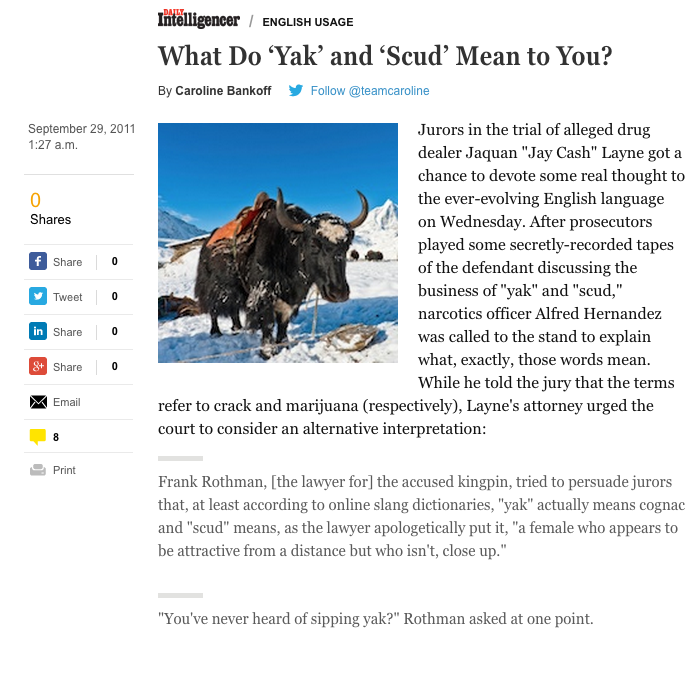 DAILY
Intelligencer / ENGLISH USAGE
What Do ‘Yak’ and ‘Scud’ Mean to You?
By Caroline Bankoff Follow @teamcaroline
September 29, 2011
1:27 a.m.
0
Shares
Share 0
Tweet 0
Share 0
Share 0
Email
8
Print
Jurors in the trial of alleged drug
dealer Jaquan "Jay Cash" Layne got a
chance to devote some real thought to
the ever-evolving English language
on Wednesday. After prosecutors
played some secretly-recorded tapes
of the defendant discussing the
business of "yak" and "scud,"
narcotics officer Alfred Hernandez
was called to the stand to explain
what, exactly, those words mean.
While he told the jury that the terms
refer to crack and marijuana (respectively), Layne's attorney urged the
court to consider an alternative interpretation:
Frank Rothman, [the lawyer for] the accused kingpin, tried to persuade jurors
that, at least according to online slang dictionaries, "yak" actually means cognac
and "scud" means, as the lawyer apologetically put it, "a female who appears to
be attractive from a distance but who isn't, close up."
"You've never heard of sipping yak?" Rothman asked at one point.